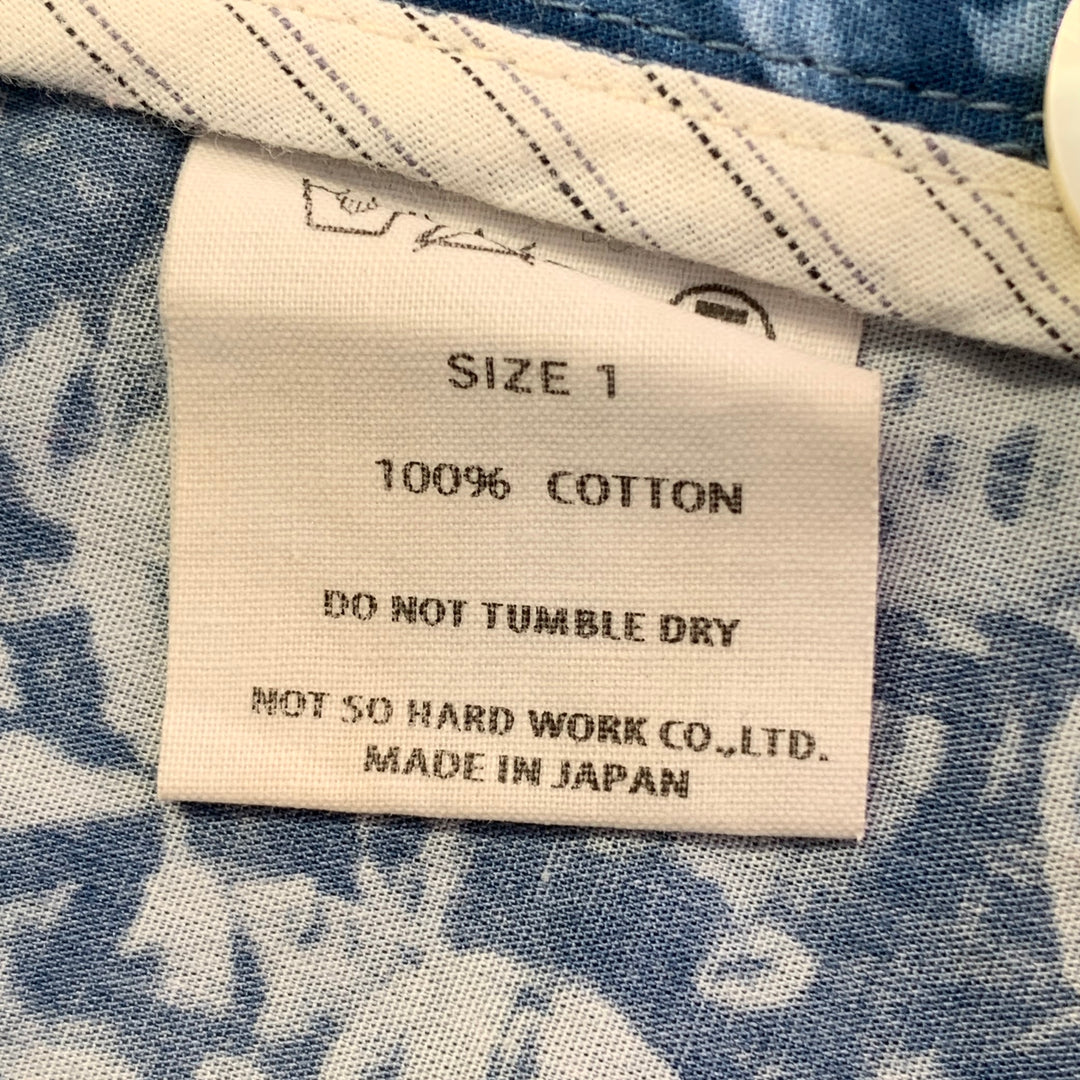 SIZE 1
100% COTTON
DO NOT TUMBLE DRY
NOT SO HARD WORK CO.,LTD.
MADE IN JAPAN